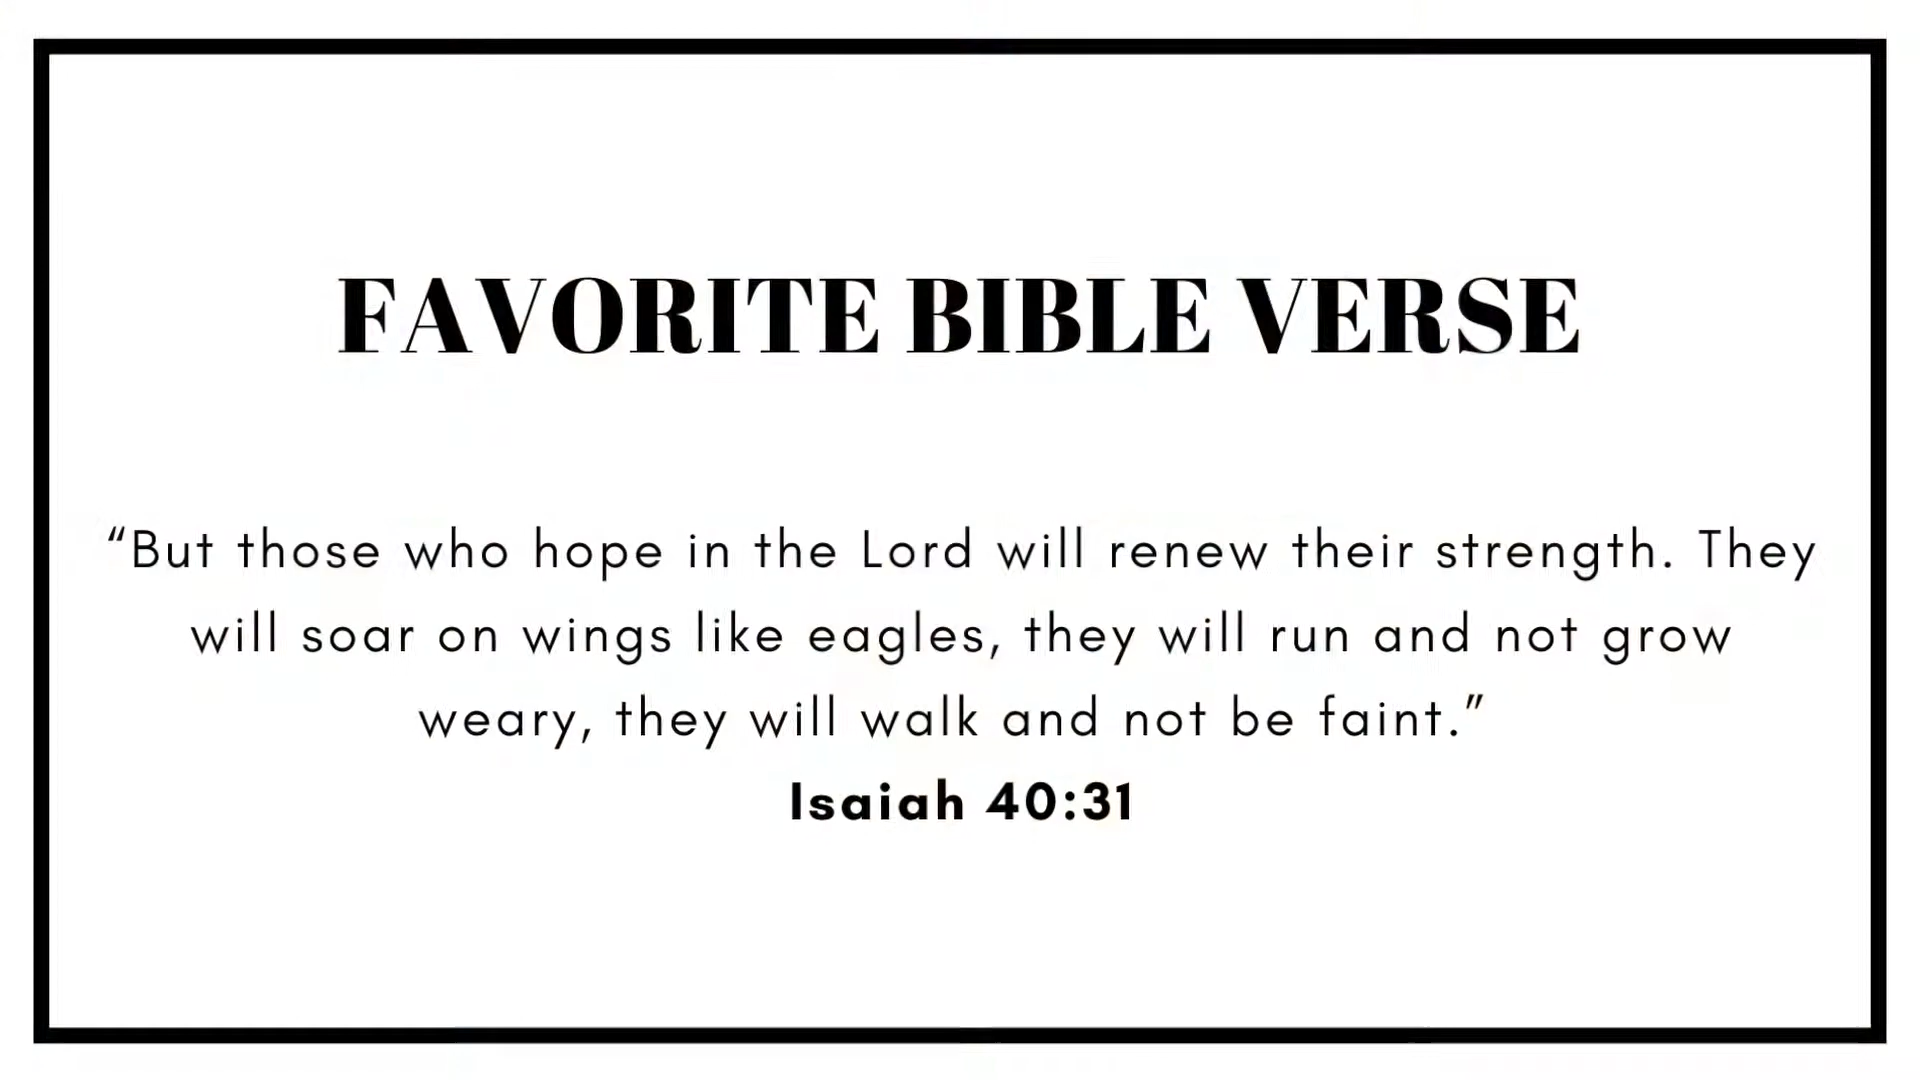 FAVORITE BIBLE VERSE
“But those who hope in the Lord will renew their strength. They
will soar on wings like eagles, they will run and not grow
weary, they will walk and not be faint.”
Isaiah 40:31